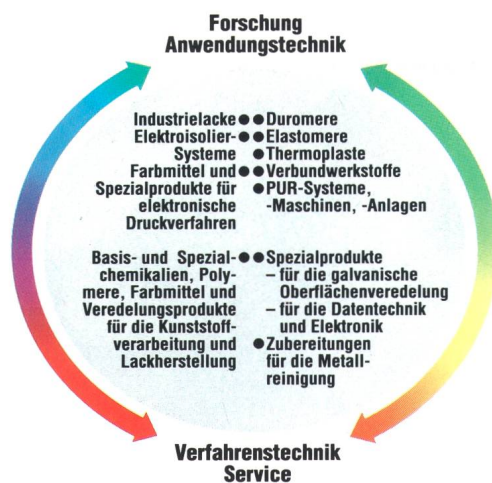 Forschung
Anwendungstechnik
Industrielacke●
Elektroisolier-●
Systeme
Farbmittel und●
Spezialprodukte für
elektronische
Druckverfahren
●Duromere
●Elastomere
●Thermoplaste
●Verbundwerkstoffe
●PUR-Systeme,
-Maschinen, -Anlagen
Basis- und Spezial-●
chemikalien, Poly-
mere, Farbmittel und
Veredelungsprodukte
für die Kunststoff-
verarbeitung und
Lackherstellung
●Spezialprodukte
– für die galvanische
Oberflächenveredelung
– für die Datentechnik
und Elektronik
●Zubereitungen
für die Metall-
reinigung
Verfahrenstechnik
Service